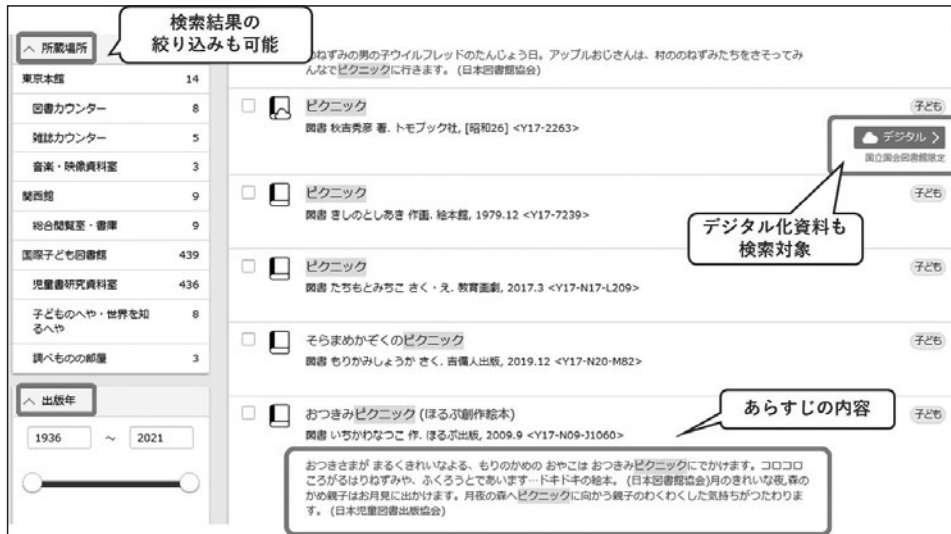 検索結果の
絞り込みも可能
所蔵場所
東京本館 14
図書カウンター 8
雑誌カウンター 5
音楽・映像資料室 3
関西館 9
総合閲覧室・書庫 9
国際子ども図書館 439
児童書研究資料室 436
子どものへや・世界を知
るへや 8
調べものの部屋 3
出版年
1936 ～ 2021
のねずみの男の子ウイルフレッドのたんじょう日。アップルおじさんは、村ののねずみたちをさそってみ
んなでピクニックに行きます。 (日本図書館協会)
ピクニック 子ども
図書 秋吉秀彦 著. トモブック社, [昭和26] <Y17-2263>
デジタル
国立国会図書館限定
ピクニック 子ども
図書 きしのとしあき 作画. 絵本館, 1979.12 <Y17-7239>
デジタル化資料も
検索対象
ピクニック 子ども
図書 たちもとみちこ さく・え. 教育画劇, 2017.3 <Y17-N17-L209>
そらまめかぞくのピクニック 子ども
図書 もりかみしょうか さく. 吉備人出版, 2019.12 <Y17-N20-M82>
おつきみピクニック (ほるぷ創作絵本) 子ども
図書 いちかわなつこ 作. ほるぷ出版, 2009.9 <Y17-N09-J1060>
あらすじの内容
おつきさまが まるくきれいなよる、もりのかめの おやこは おつきみピクニックにでかけます。コロコロ
ころがるはりねずみや、ふくろうとであいます…ドキドキの絵本。 (日本図書館協会)月のきれいな夜,森の
かめ親子はお月見に出かけます。月夜の森へピクニックに向かう親子のわくわくした気持ちがつたわりま
す。 (日本児童図書出版協会)